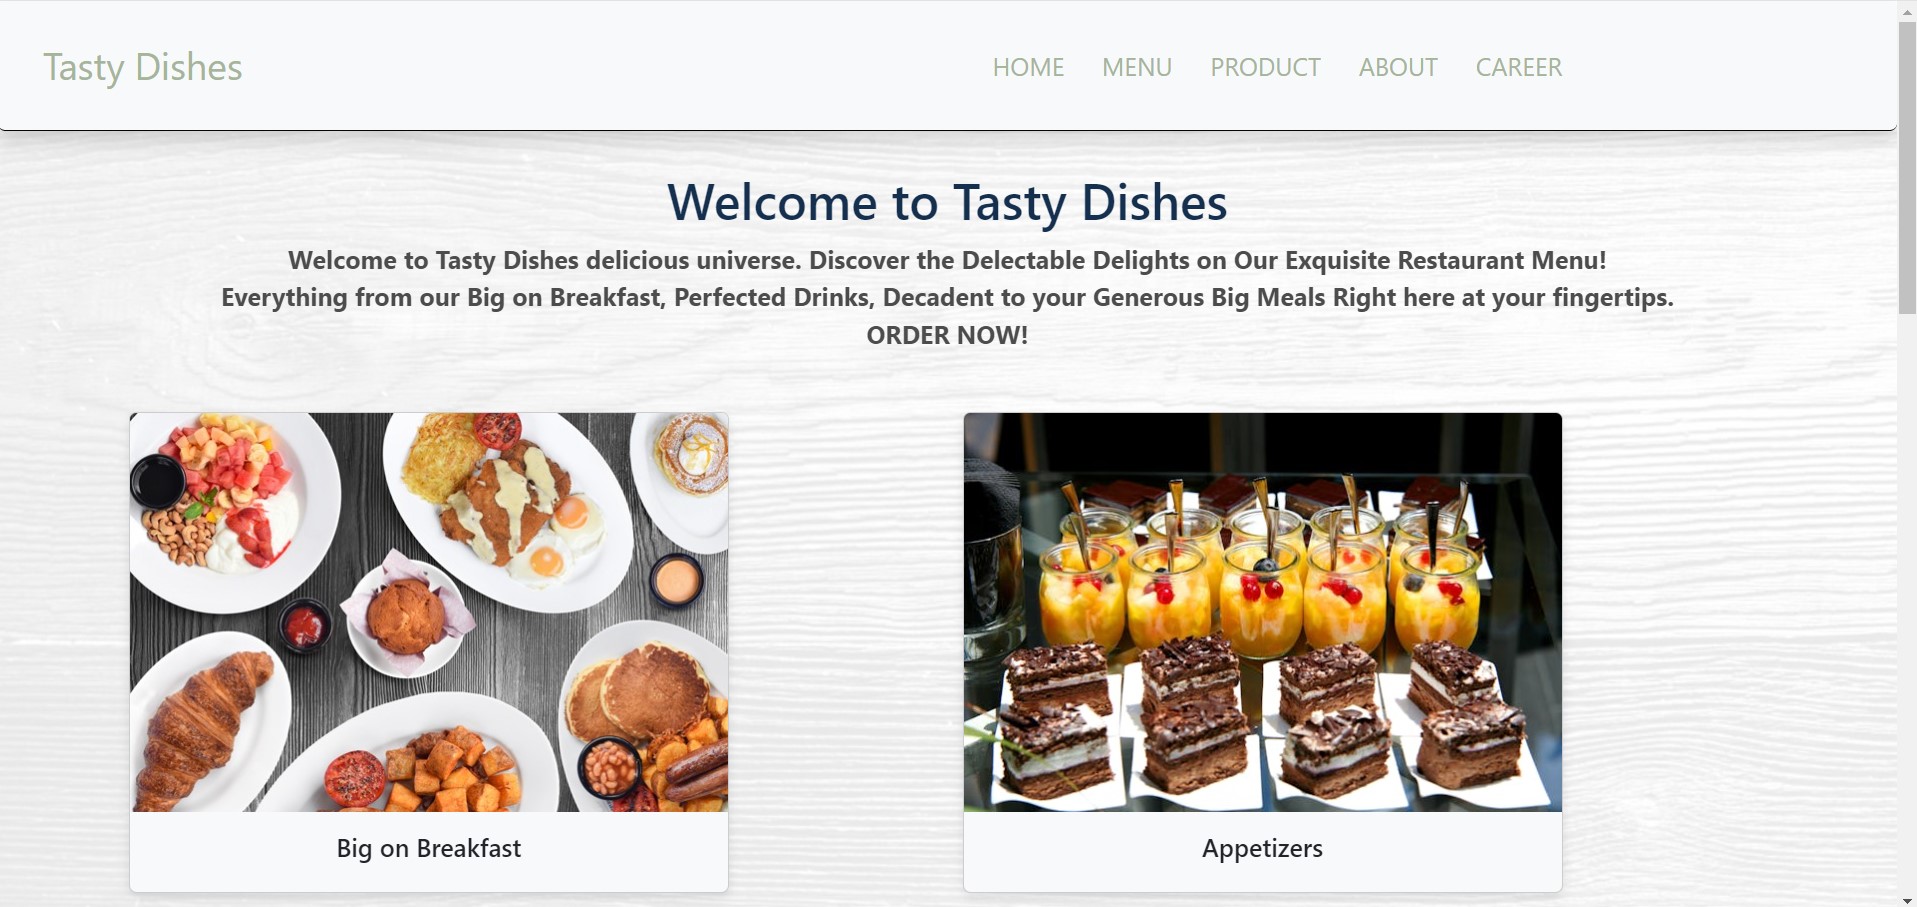 Tasty Dishes
HOME MENU PRODUCT ABOUT CAREER
Welcome to Tasty Dishes
Welcome to Tasty Dishes delicious universe. Discover the Delectable Delights on Our Exquisite Restaurant Menu!
Everything from our Big on Breakfast, Perfected Drinks, Decadent to your Generous Big Meals Right here at your fingertips.
ORDER NOW!
Big on Breakfast
Appetizers